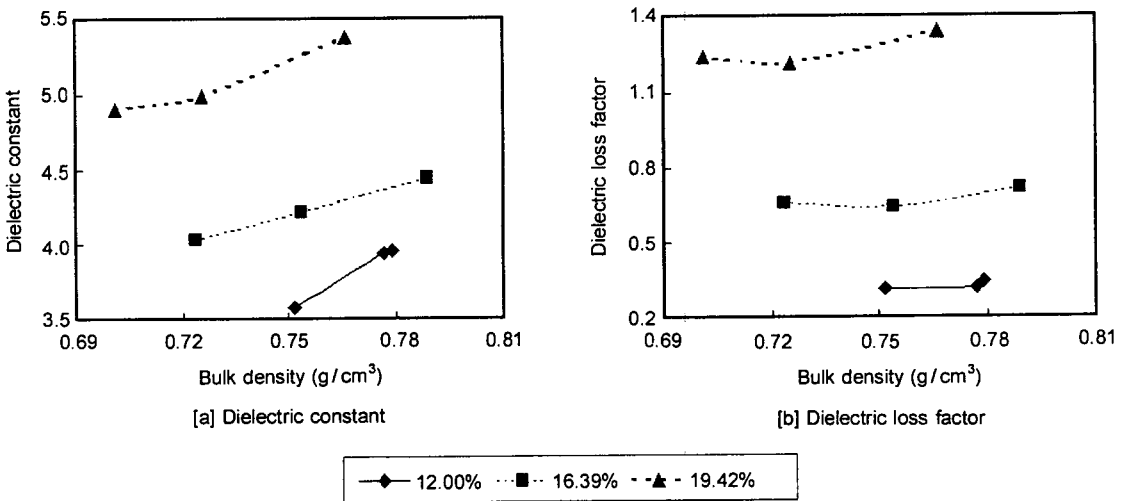 5.5
5.0
4.5
4.0
3.5
Dielectric constant
0.69 0.72 0.75 0.78 0.81
Bulk density (g/cm³)
[a] Dielectric constant
1.4
1.1
0.8
0.5
0.2
Dielectric loss factor
0.69 0.72 0.75 0.78 0.81
Bulk density (g/cm³)
[b] Dielectric loss factor
12.00% 16.39% 19.42%